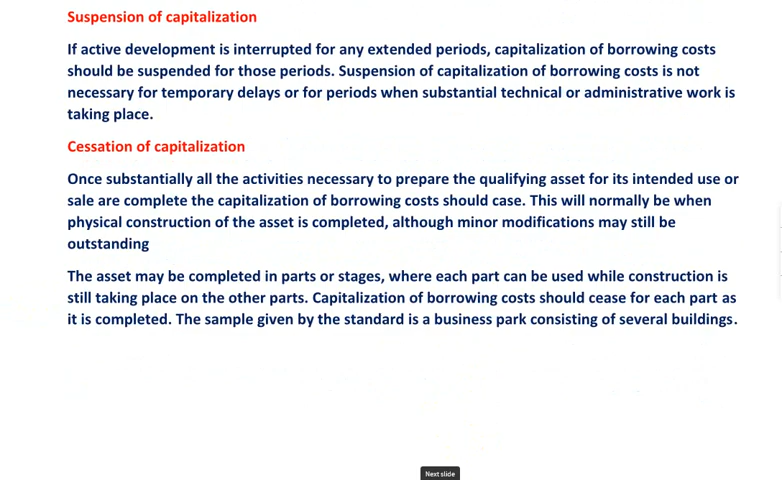 Suspension of capitalization
If active development is interrupted for any extended periods, capitalization of borrowing costs
should be suspended for those periods. Suspension of capitalization of borrowing costs is not
necessary for temporary delays or for periods when substantial technical or administrative work is
taking place.
Cessation of capitalization
Once substantially all the activities necessary to prepare the qualifying asset for its intended use or
sale are complete the capitalization of borrowing costs should case. This will normally be when
physical construction of the asset is completed, although minor modifications may still be
outstanding
The asset may be completed in parts or stages, where each part can be used while construction is
still taking place on the other parts. Capitalization of borrowing costs should cease for each part as
it is completed. The sample given by the standard is a business park consisting of several buildings.
Next slide